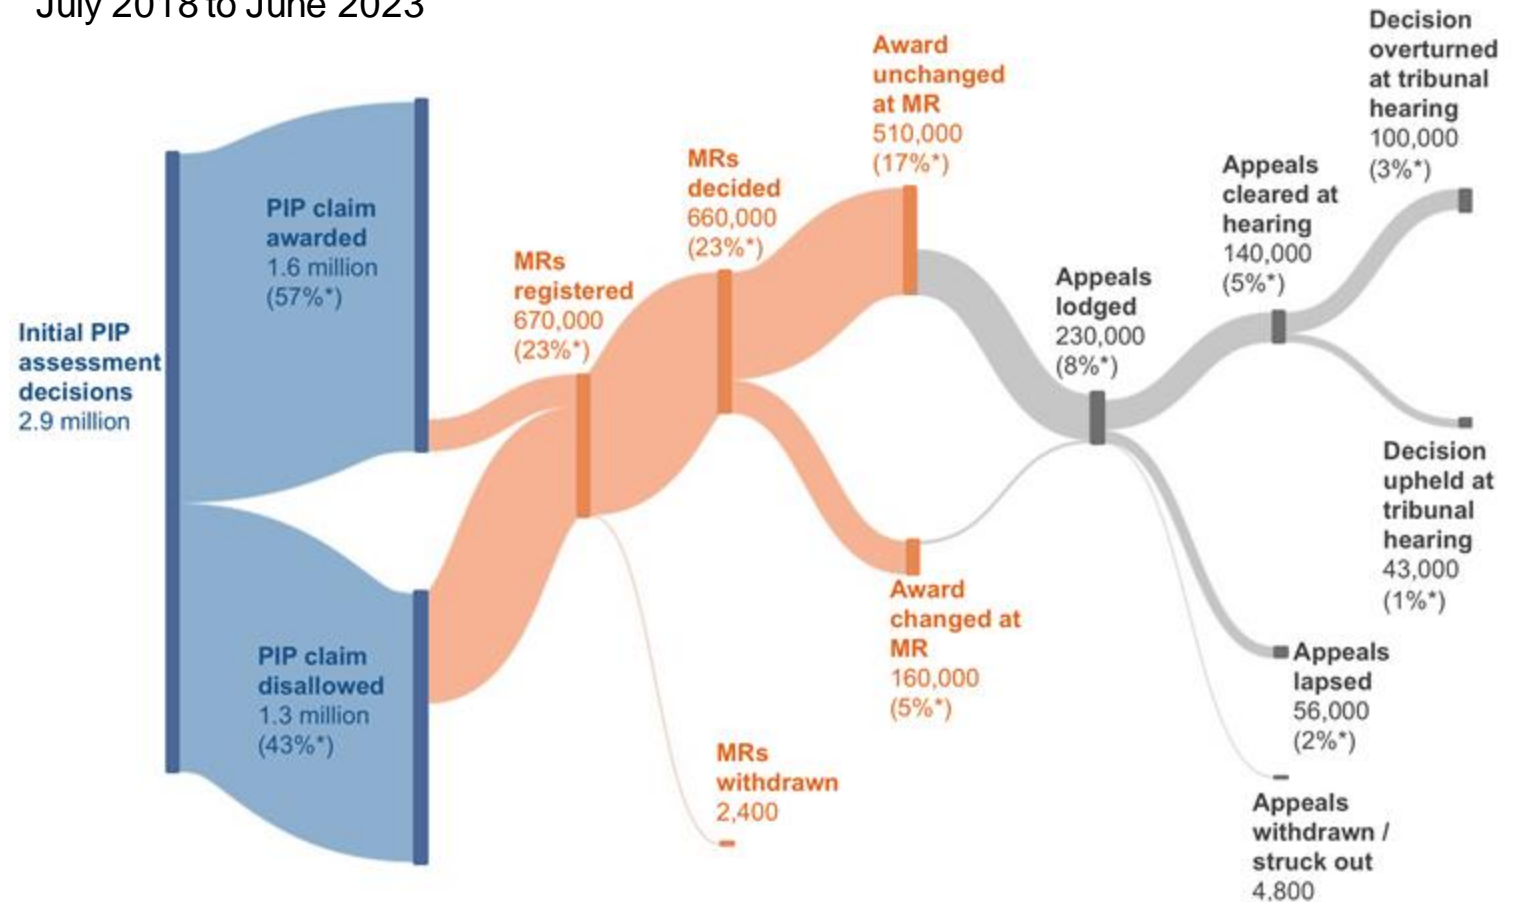 July 2018 to June 2023
Initial PIP
assessment
decisions
2.9 million
PIP claim
awarded
1.6 million
(57%*)
PIP claim
disallowed
1.3 million
(43%*)
MRs
registered
670,000
(23%*)
MRs
decided
660,000
(23%*)
MRs
withdrawn
2,400
Award
unchanged
at MR
510,000
(17%*)
Award
changed at
MR
160,000
(5%*)
Appeals
lodged
230,000
(8%*)
Appeals
cleared at
hearing
140,000
(5%*)
Decision
overturned
at tribunal
hearing
100,000
(3%*)
Decision
upheld at
tribunal
hearing
43,000
(1%*)
Appeals
lapsed
56,000
(2%*)
Appeals
withdrawn /
struck out
4,800